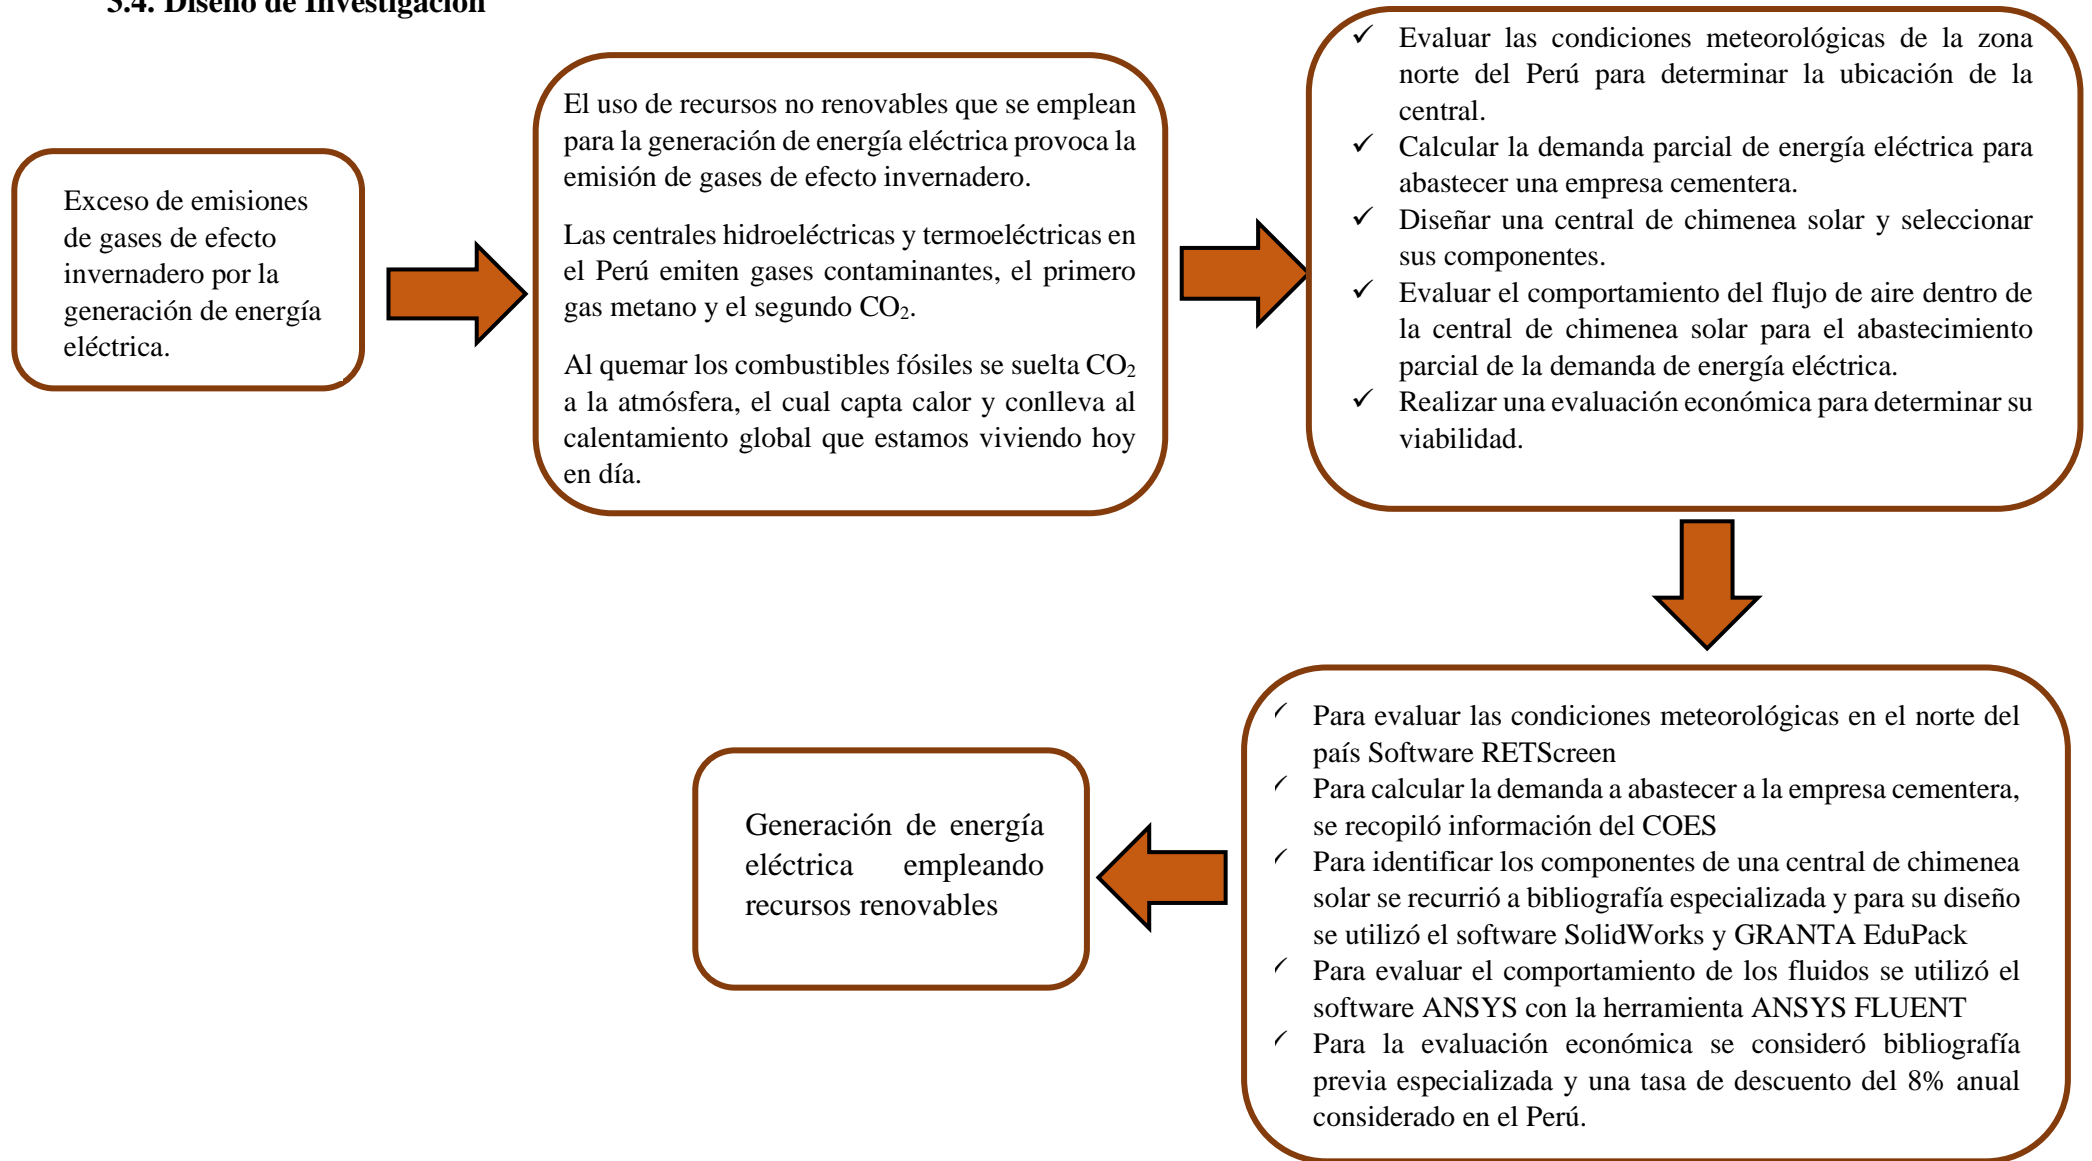 3.4. Diseño de Investigación
Exceso de emisiones
de gases de efecto
invernadero por la
generación de energía
eléctrica.
El uso de recursos no renovables que se emplean
para la generación de energía eléctrica provoca la
emisión de gases de efecto invernadero.
Las centrales hidroeléctricas y termoeléctricas en
el Perú emiten gases contaminantes, el primero
gas metano y el segundo CO₂.
Al quemar los combustibles fósiles se suelta CO₂
a la atmósfera, el cual capta calor y conlleva al
calentamiento global que estamos viviendo hoy
en día.
✓ Evaluar las condiciones meteorológicas de la zona
norte del Perú para determinar la ubicación de la
central.
✓ Calcular la demanda parcial de energía eléctrica para
abastecer una empresa cementera.
✓ Diseñar una central de chimenea solar y seleccionar
sus componentes.
✓ Evaluar el comportamiento del flujo de aire dentro de
la central de chimenea solar para el abastecimiento
parcial de la demanda de energía eléctrica.
✓ Realizar una evaluación económica para determinar su
viabilidad.
✓ Para evaluar las condiciones meteorológicas en el norte del
país Software RETScreen
✓ Para calcular la demanda a abastecer a la empresa cementera,
se recopiló información del COES
✓ Para identificar los componentes de una central de chimenea
solar se recurrió a bibliografía especializada y para su diseño
se utilizó el software SolidWorks y GRANTA EduPack
✓ Para evaluar el comportamiento de los fluidos se utilizó el
software ANSYS con la herramienta ANSYS FLUENT
✓ Para la evaluación económica se consideró bibliografía
previa especializada y una tasa de descuento del 8% anual
considerado en el Perú.
Generación de energía
eléctrica empleando
recursos renovables